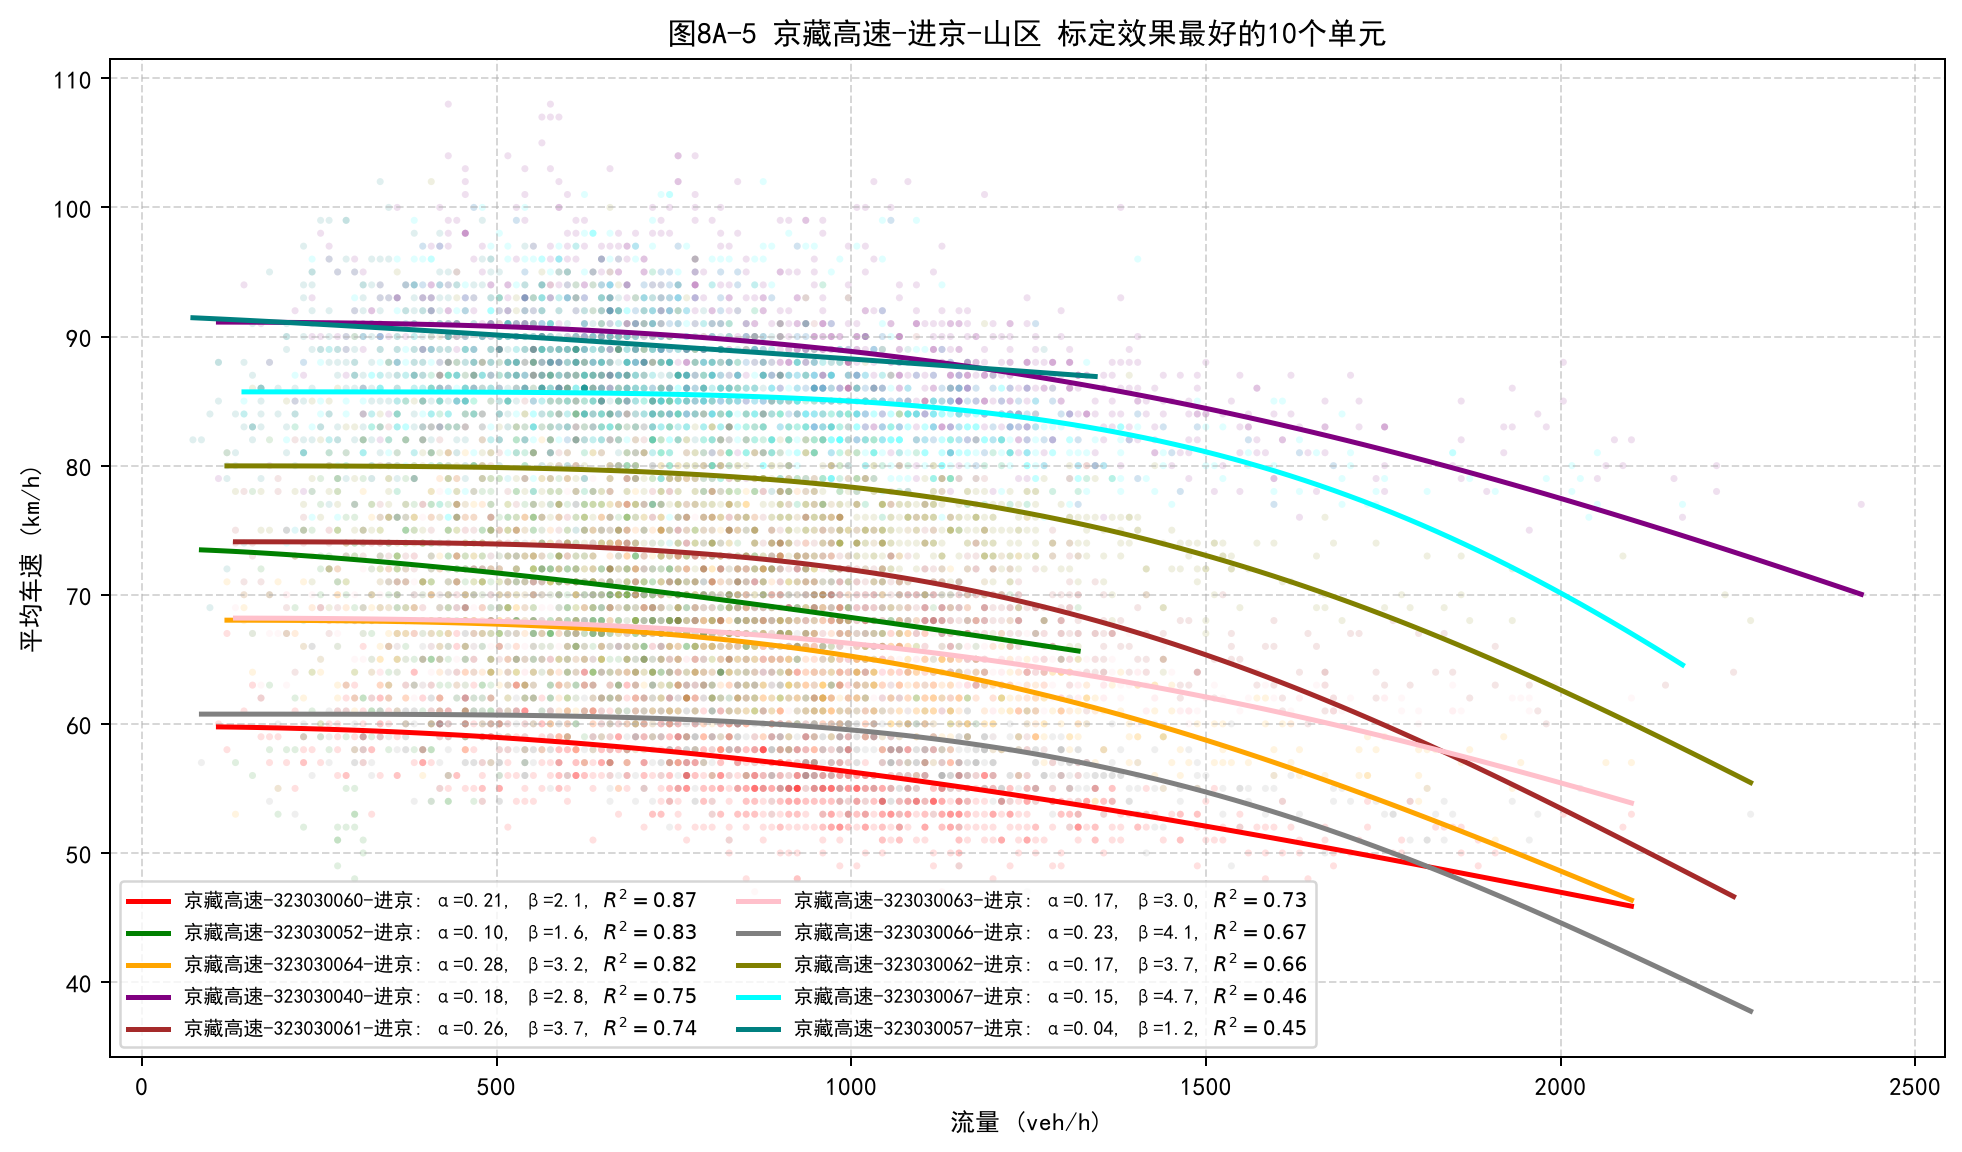 图8A-5 京藏高速-进京-山区 标定效果最好的10个单元
110
100
90
80
70
60
50
40
平均车速 (km/h)
京藏高速-323030060-进京: α=0.21, β=2.1, R²=0.87
京藏高速-323030052-进京: α=0.10, β=1.6, R²=0.83
京藏高速-323030064-进京: α=0.28, β=3.2, R²=0.82
京藏高速-323030040-进京: α=0.18, β=2.8, R²=0.75
京藏高速-323030061-进京: α=0.26, β=3.7, R²=0.74
京藏高速-323030063-进京: α=0.17, β=3.0, R²=0.73
京藏高速-323030066-进京: α=0.23, β=4.1, R²=0.67
京藏高速-323030062-进京: α=0.17, β=3.7, R²=0.66
京藏高速-323030067-进京: α=0.15, β=4.7, R²=0.46
京藏高速-323030057-进京: α=0.04, β=1.2, R²=0.45
0 500 1000 1500 2000 2500
流量 (veh/h)